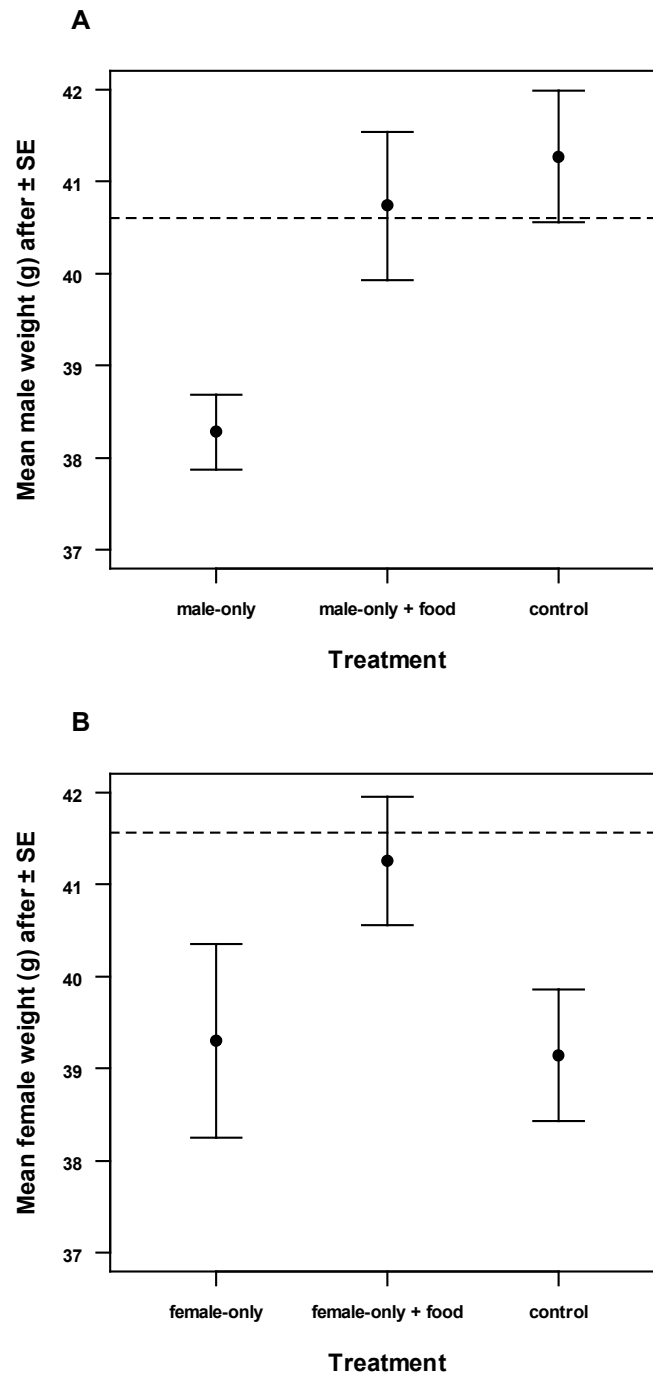 A
Mean male weight (g) after ± SE
42
41
40
39
38
37
male-only male-only + food control
Treatment
B
Mean female weight (g) after ± SE
42
41
40
39
38
37
female-only female-only + food control
Treatment